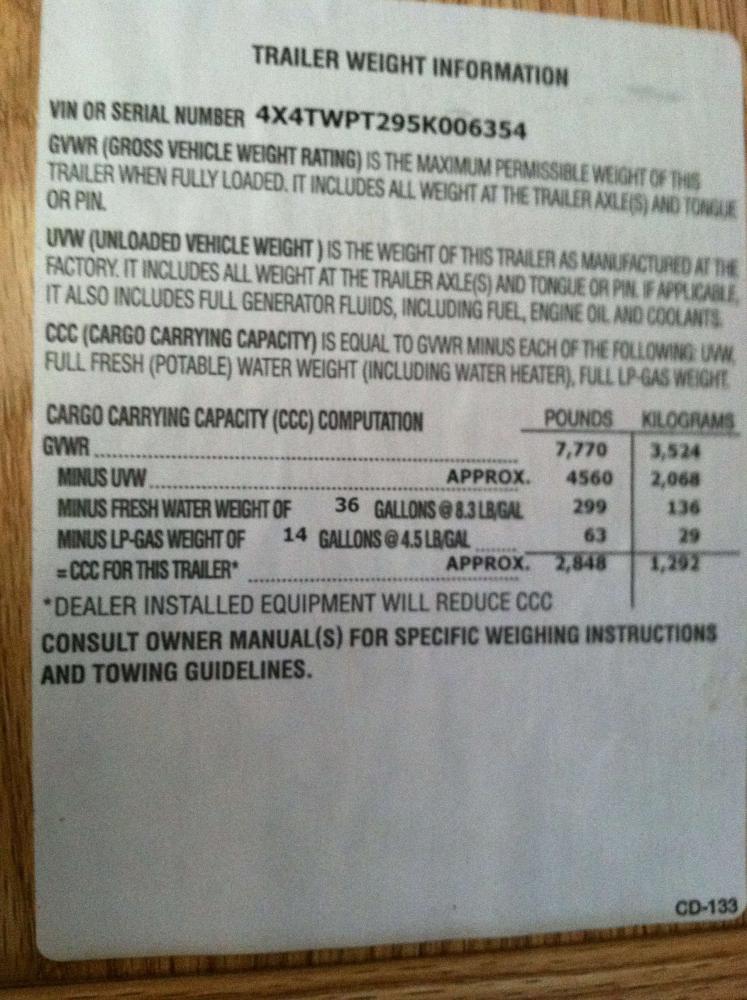 TRAILER WEIGHT INFORMATION
VIN OR SERIAL NUMBER 4X4TWPT295K006354
GVWR (GROSS VEHICLE WEIGHT RATING) IS THE MAXIMUM PERMISSIBLE WEIGHT OF THIS
TRAILER WHEN FULLY LOADED. IT INCLUDES ALL WEIGHT AT THE TRAILER AXLE(S) AND TONGUE
OR PIN.
UVW (UNLOADED VEHICLE WEIGHT ) IS THE WEIGHT OF THIS TRAILER AS MANUFACTURED AT THE
FACTORY. IT INCLUDES ALL WEIGHT AT THE TRAILER AXLE(S) AND TONGUE OR PIN. IF APPLICABLE,
IT ALSO INCLUDES FULL GENERATOR FLUIDS, INCLUDING FUEL, ENGINE OIL AND COOLANTS.
CCC (CARGO CARRYING CAPACITY) IS EQUAL TO GVWR MINUS EACH OF THE FOLLOWING: UVW,
FULL FRESH (POTABLE) WATER WEIGHT (INCLUDING WATER HEATER), FULL LP-GAS WEIGHT.
CARGO CARRYING CAPACITY (CCC) COMPUTATION POUNDS KILOGRAMS
GVWR 7,770 3,524
MINUS UVW APPROX. 4560 2,068
MINUS FRESH WATER WEIGHT OF 36 GALLONS @ 8.3 LB/GAL 299 136
MINUS LP-GAS WEIGHT OF 14 GALLONS @ 4.5 LB/GAL 63 29
= CCC FOR THIS TRAILER* APPROX. 2,848 1,292
*DEALER INSTALLED EQUIPMENT WILL REDUCE CCC
CONSULT OWNER MANUAL(S) FOR SPECIFIC WEIGHING INSTRUCTIONS
AND TOWING GUIDELINES.
CD-133